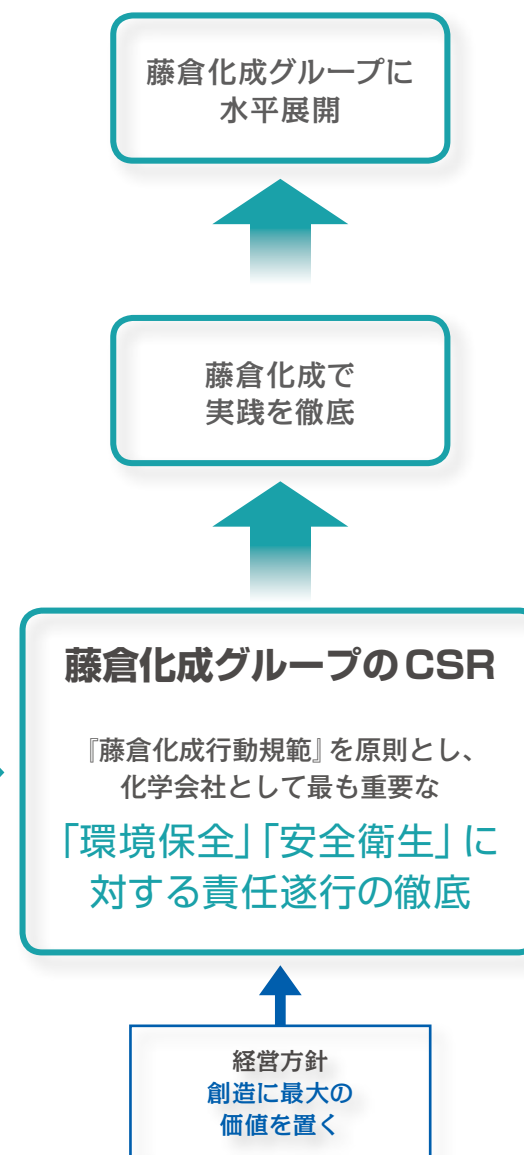 藤倉化成グループに
水平展開
藤倉化成で
実践を徹底
藤倉化成グループのCSR
『藤倉化成行動規範』を原則とし、
化学会社として最も重要な
「環境保全」「安全衛生」に
対する責任遂行の徹底
経営方針
創造に最大の
価値を置く